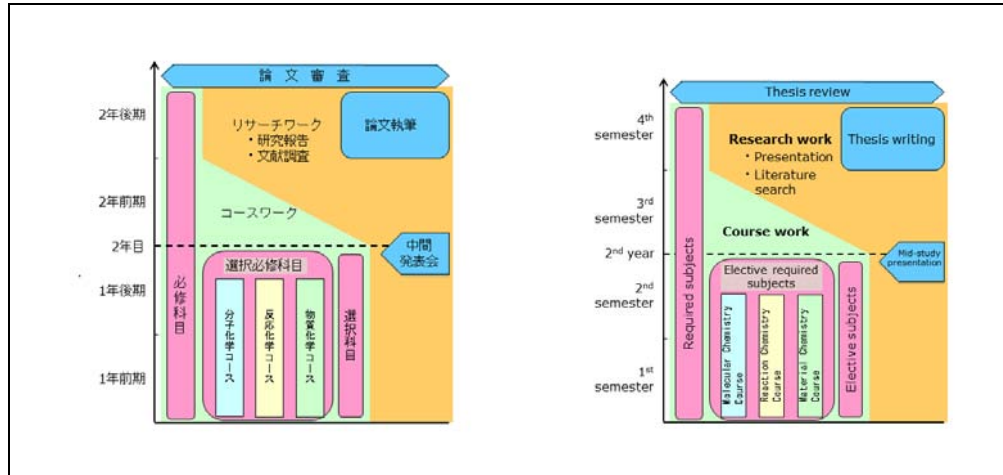 論 文 審 査
2年後期
リサーチワーク
・研究報告
・文献調査
論文執筆
2年前期
コースワーク
2年目
中間
発表会
選択必修科目
1年後期
必修科目
分子化学コース
反応化学コース
物質化学コース
選択科目
1年前期
Thesis review
4th
semester
Research work
・ Presentation
・ Literature
search
Thesis writing
3rd
semester
Course work
2nd year
Mid-study
presentation
Elective required
subjects
2nd
semester
Required subjects
Molecular Chemistry
Course
Reaction Chemistry
Course
Material Chemistry
Course
Elective subjects
1st
semester